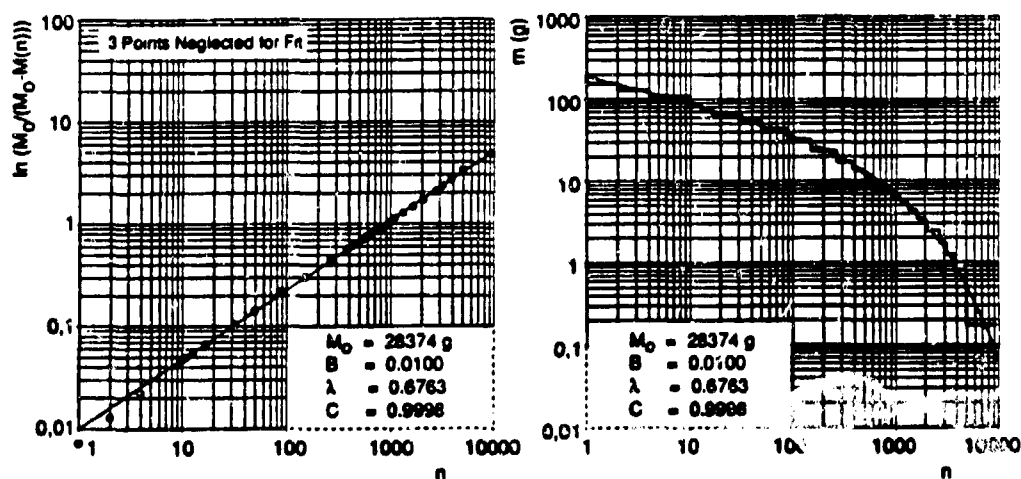 ln (M₀/(M₀-M(n)))
100
10
1
0,1
0,01
3 Points Neglected for Fit
M₀ = 28374 g
B = 0.0100
λ = 0.6763
C = 0.9998
1
10
100
1000
10000
n
m (g)
1000
100
10
1
0,1
0,01
M₀ = 28374 g
B = 0.0100
λ = 0.6763
C = 0.9998
1
10
100
1000
n